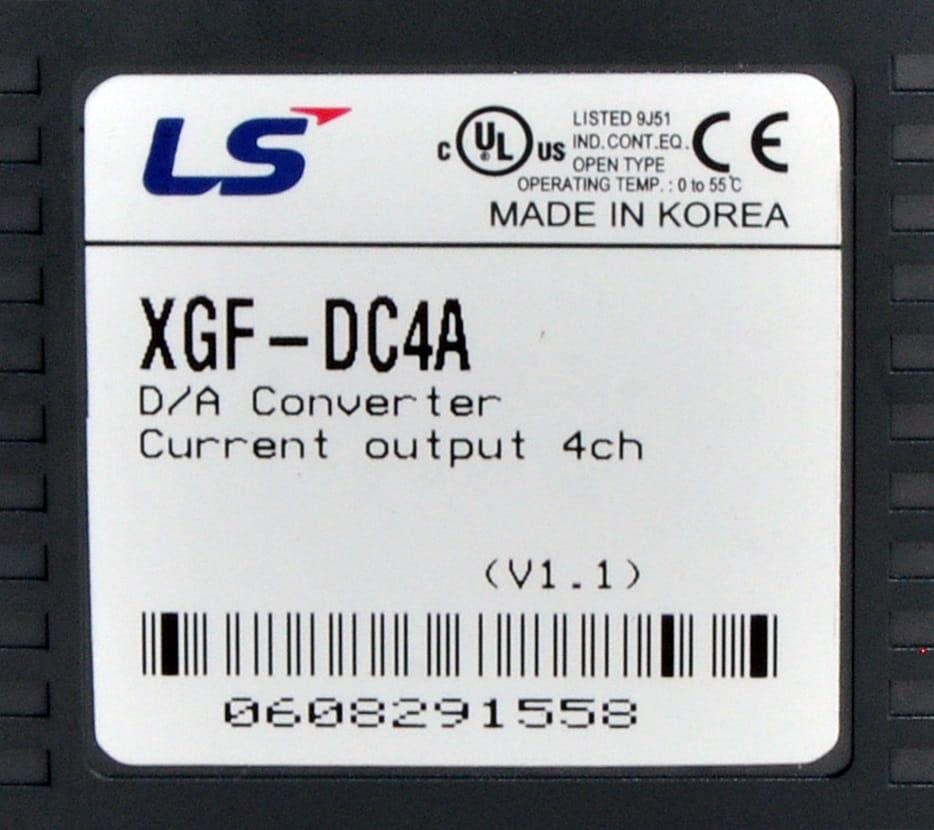 LS
C UL US
LISTED 9J51
IND.CONT.EQ.
OPEN TYPE
CE
OPERATING TEMP. : 0 to 55℃
MADE IN KOREA
XGF-DC4A
D/A Converter
Current output 4ch
(V1.1)
0608291558